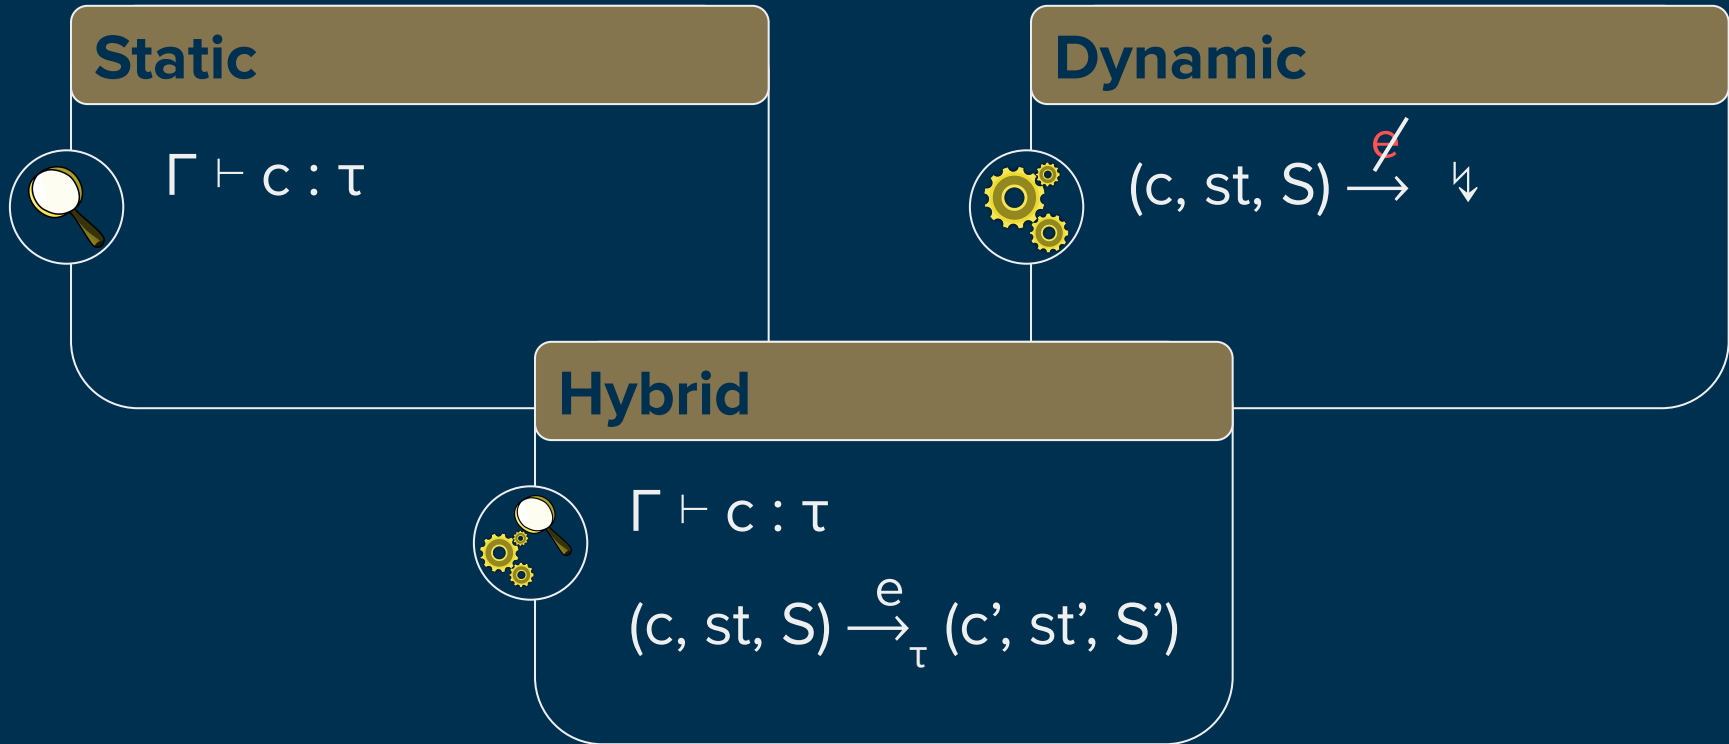 Static
Γ ⊢ c : τ
Dynamic
e
(c, st, S) ⟶ ↯
Hybrid
Γ ⊢ c : τ
e
(c, st, S) ⟶ τ (c’, st’, S’)